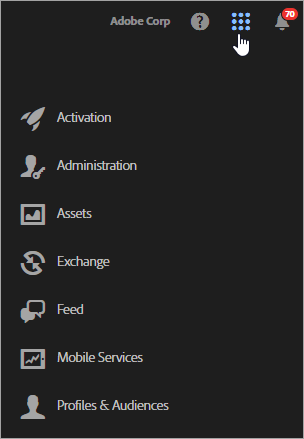 Adobe Corp ? 70
Activation
Administration
Assets
Exchange
Feed
Mobile Services
Profiles & Audiences